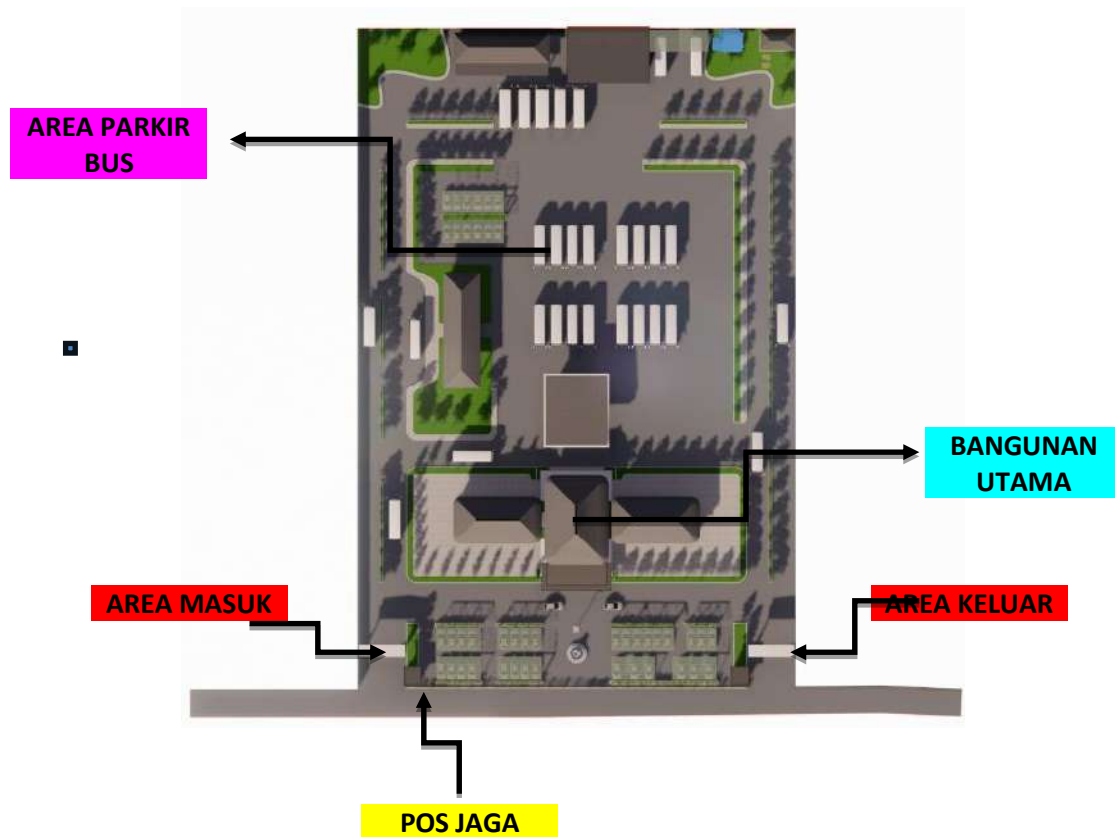 AREA PARKIR
BUS
BANGUNAN
UTAMA
AREA MASUK
AREA KELUAR
POS JAGA